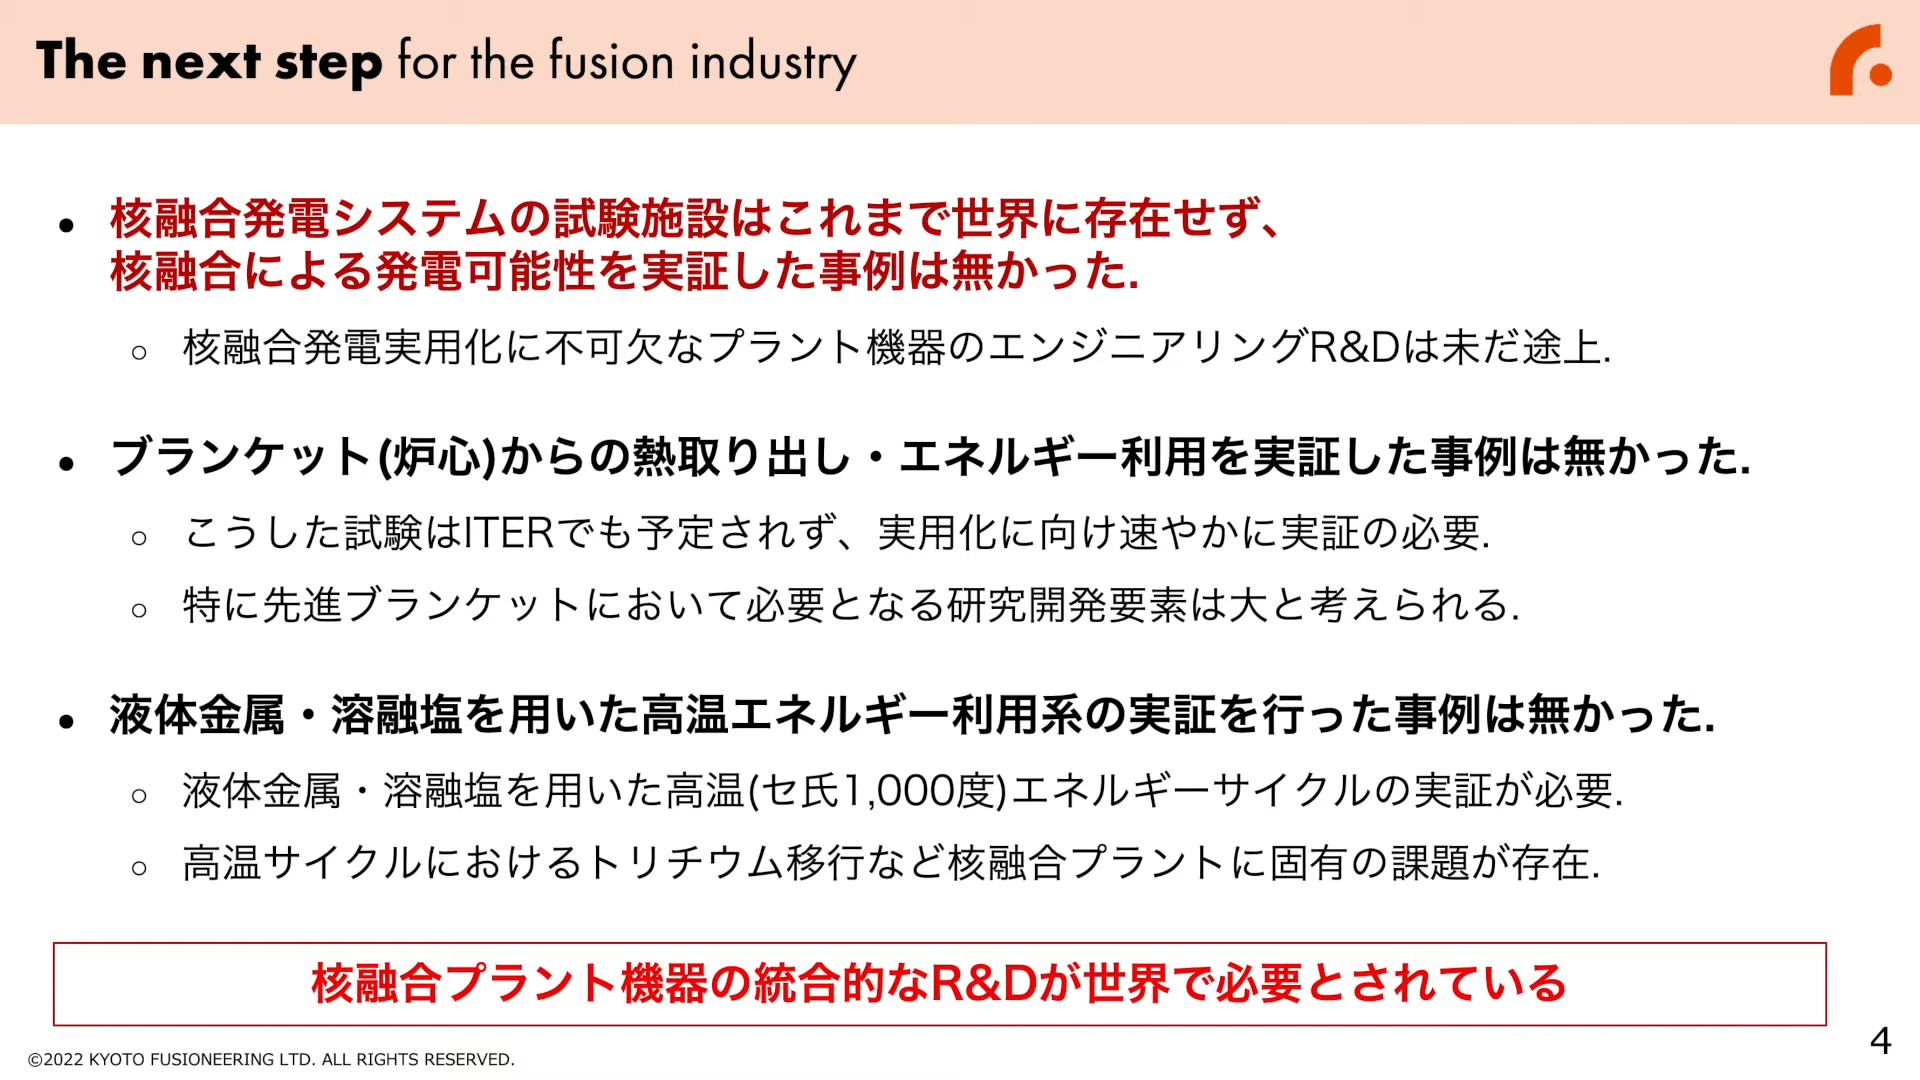 The next step for the fusion industry
● 核融合発電システムの試験施設はこれまで世界に存在せず、
核融合による発電可能性を実証した事例は無かった.
○ 核融合発電実用化に不可欠なプラント機器のエンジニアリングR&Dは未だ途上.
● ブランケット(炉心)からの熱取り出し・エネルギー利用を実証した事例は無かった.
○ こうした試験はITERでも予定されず、実用化に向け速やかに実証の必要.
○ 特に先進ブランケットにおいて必要となる研究開発要素は大と考えられる.
● 液体金属・溶融塩を用いた高温エネルギー利用系の実証を行った事例は無かった.
○ 液体金属・溶融塩を用いた高温(セ氏1,000度)エネルギーサイクルの実証が必要.
○ 高温サイクルにおけるトリチウム移行など核融合プラントに固有の課題が存在.
核融合プラント機器の統合的なR&Dが世界で必要とされている
4
©2022 KYOTO FUSIONEERING LTD. ALL RIGHTS RESERVED.